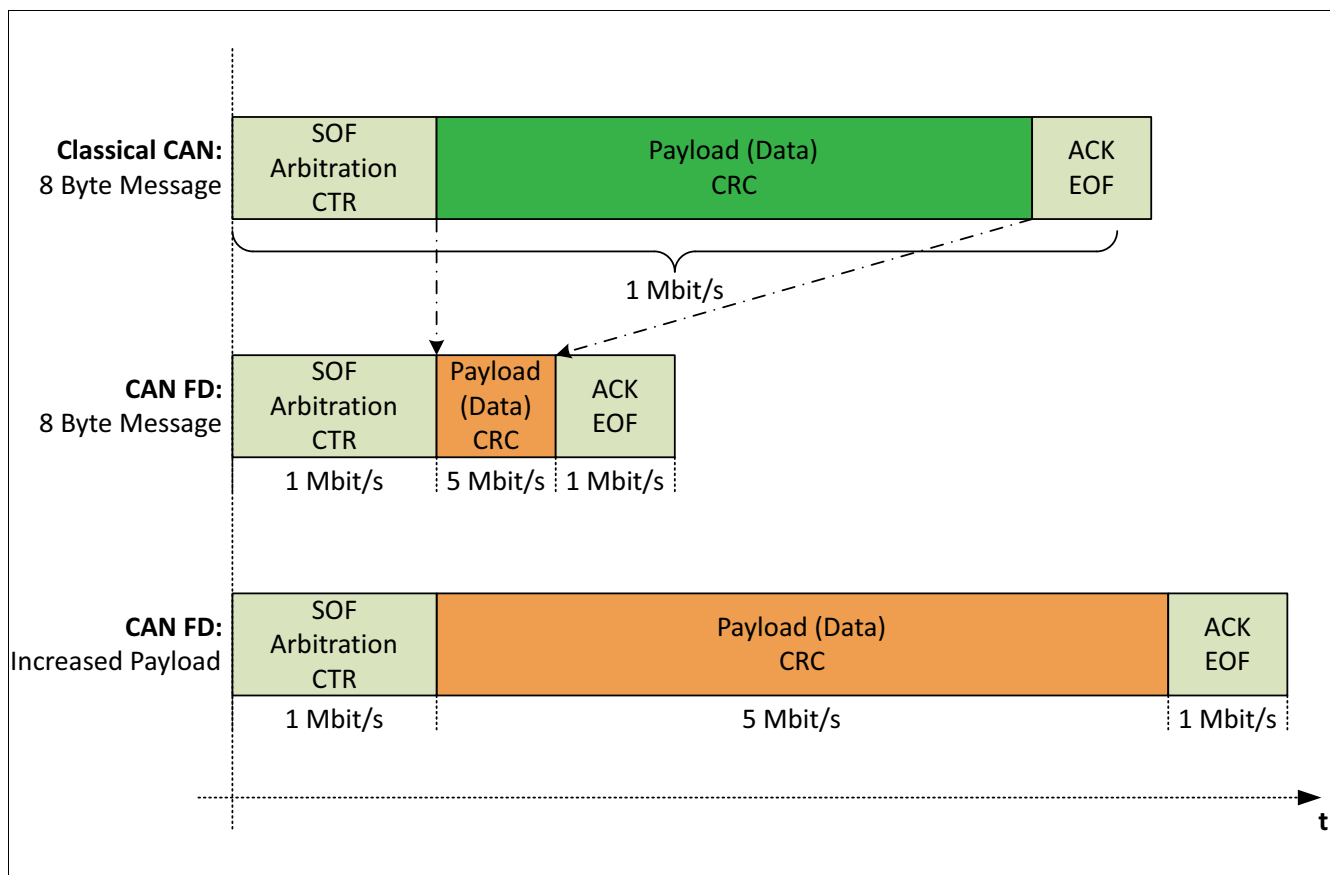 Classical CAN:
8 Byte Message
SOF
Arbitration
CTR
Payload (Data)
CRC
ACK
EOF
1 Mbit/s
CAN FD:
8 Byte Message
SOF
Arbitration
CTR
Payload
(Data)
CRC
ACK
EOF
1 Mbit/s
5 Mbit/s
1 Mbit/s
CAN FD:
Increased Payload
SOF
Arbitration
CTR
Payload (Data)
CRC
ACK
EOF
1 Mbit/s
5 Mbit/s
1 Mbit/s
t